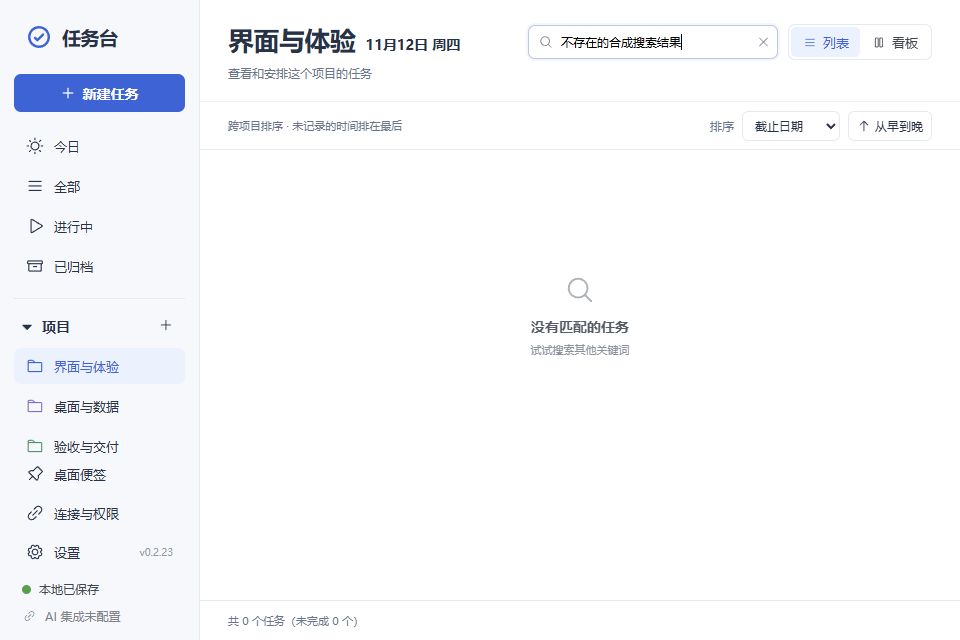 任务台
新建任务
今日
全部
进行中
已归档
项目
界面与体验
桌面与数据
验收与交付
桌面便签
连接与权限
设置 v0.2.23
本地已保存
AI 集成未配置
界面与体验 11月12日 周四
查看和安排这个项目的任务
不存在的合成搜索结果
列表 看板
跨项目排序 · 未记录的时间排在最后
排序 截止日期 从早到晚
没有匹配的任务
试试搜索其他关键词
共 0 个任务（未完成 0 个）